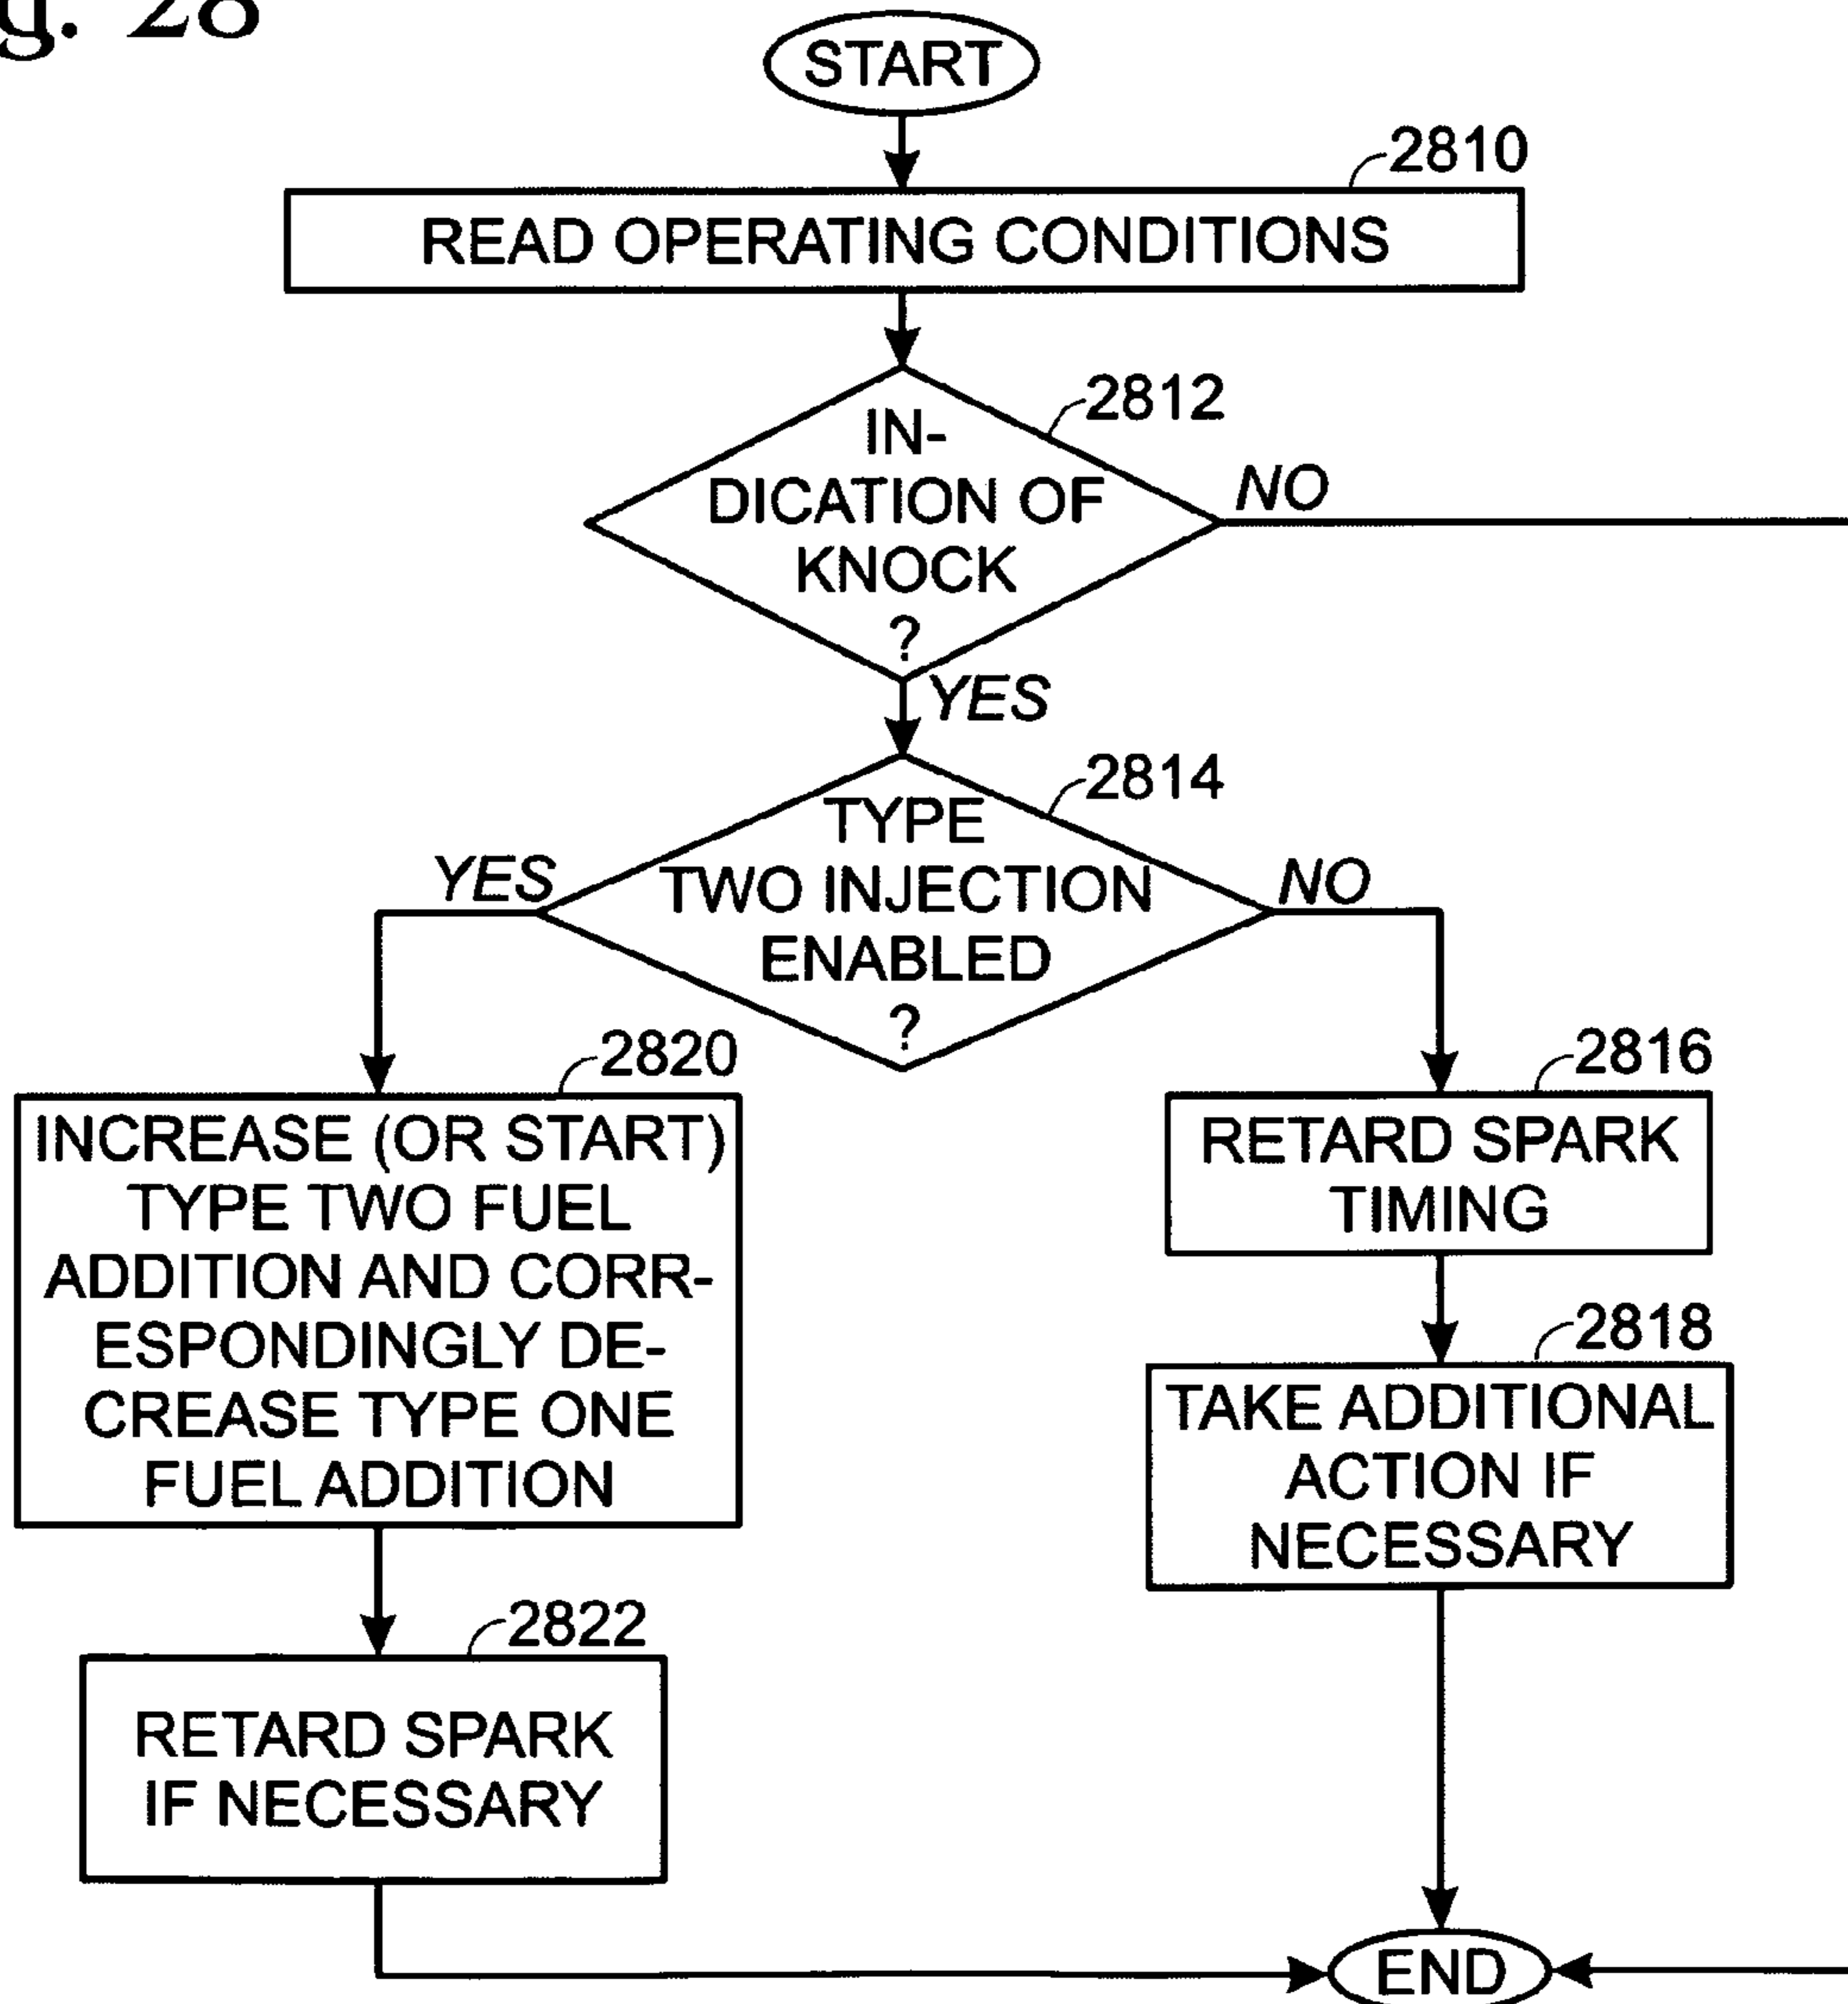 g. 28
START
2810
READ OPERATING CONDITIONS
2812
IN-
DICATION OF
KNOCK
?
NO
YES
2814
TYPE
TWO INJECTION
ENABLED
?
YES
NO
2820
INCREASE (OR START)
TYPE TWO FUEL
ADDITION AND CORR-
ESPONDINGLY DE-
CREASE TYPE ONE
FUEL ADDITION
2816
RETARD SPARK
TIMING
2818
TAKE ADDITIONAL
ACTION IF
NECESSARY
2822
RETARD SPARK
IF NECESSARY
END